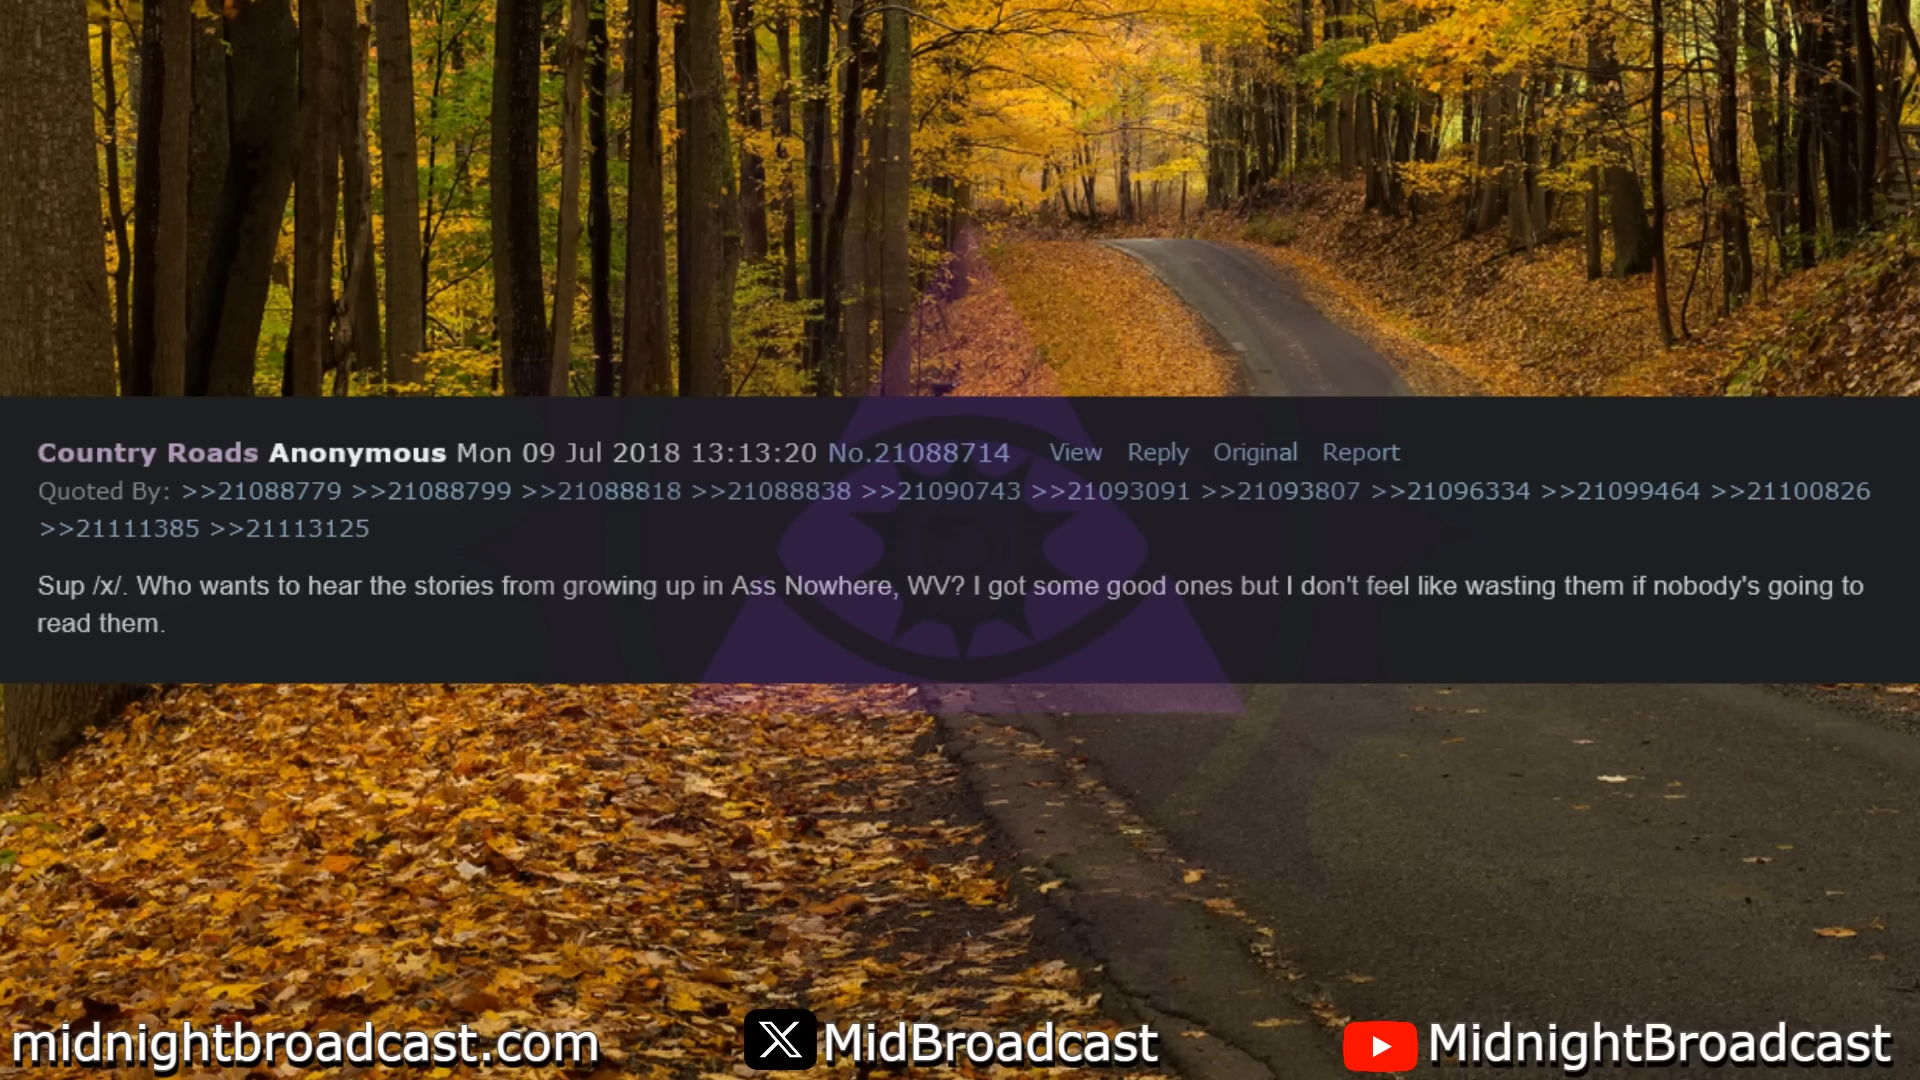 Country Roads Anonymous Mon 09 Jul 2018 13:13:20 No.21088714 View Reply Original Report
Quoted By: >>21088779 >>21088799 >>21088818 >>21088838 >>21090743 >>21093091 >>21093807 >>21096334 >>21099464 >>21100826
>>21111385 >>21113125
Sup /x/. Who wants to hear the stories from growing up in Ass Nowhere, WV? I got some good ones but I don't feel like wasting them if nobody's going to
read them.
midnightbroadcast.com MidBroadcast MidnightBroadcast